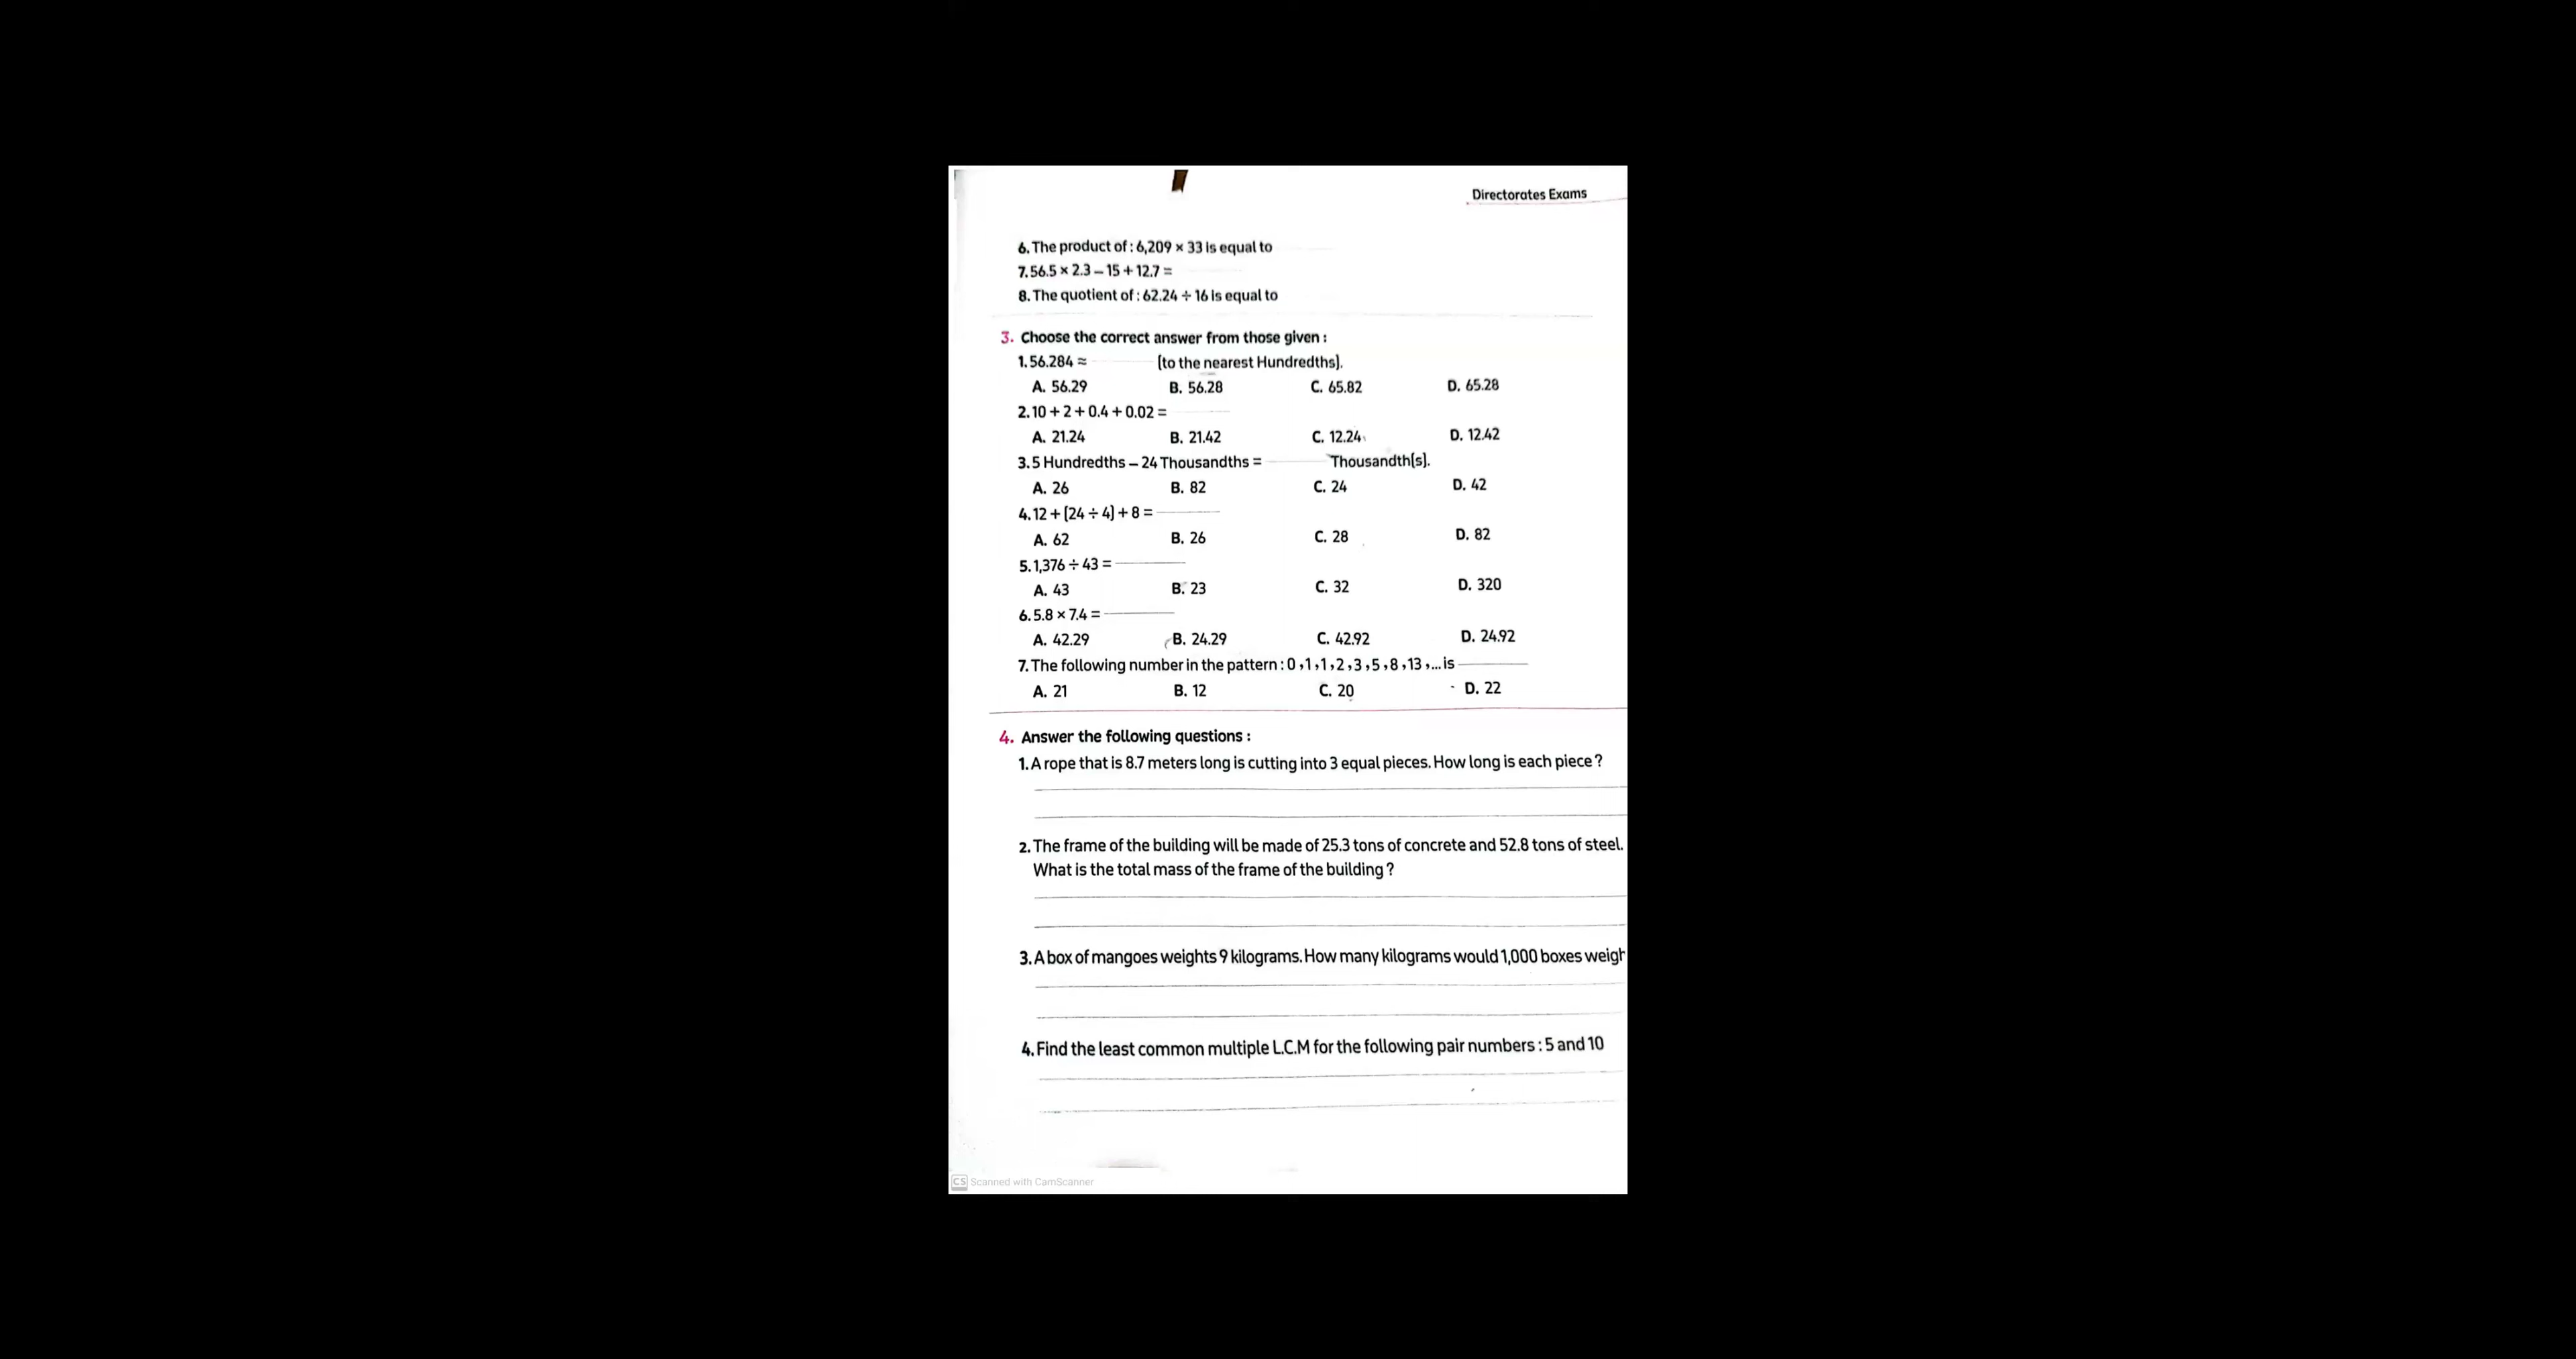 Directorates Exams
6. The product of : 6,209 × 33 is equal to
7. 56.5 × 2.3 – 15 + 12.7 =
8. The quotient of : 62.24 ÷ 16 is equal to
3. Choose the correct answer from those given :
1. 56.284 ≈ (to the nearest Hundredths).
A. 56.29 B. 56.28 C. 65.82 D. 65.28
2. 10 + 2 + 0.4 + 0.02 =
A. 21.24 B. 21.42 C. 12.24 D. 12.42
3. 5 Hundredths – 24 Thousandths = Thousandth(s).
A. 26 B. 82 C. 24 D. 42
4. 12 + (24 ÷ 4) + 8 =
A. 62 B. 26 C. 28 D. 82
5. 1,376 ÷ 43 =
A. 43 B. 23 C. 32 D. 320
6. 5.8 × 7.4 =
A. 42.29 B. 24.29 C. 42.92 D. 24.92
7. The following number in the pattern : 0 , 1 , 1 , 2 , 3 , 5 , 8 , 13 , ... is
A. 21 B. 12 C. 20 D. 22
4. Answer the following questions :
1. A rope that is 8.7 meters long is cutting into 3 equal pieces. How long is each piece ?
2. The frame of the building will be made of 25.3 tons of concrete and 52.8 tons of steel.
What is the total mass of the frame of the building ?
3. A box of mangoes weights 9 kilograms. How many kilograms would 1,000 boxes weigh
4. Find the least common multiple L.C.M for the following pair numbers : 5 and 10
CS Scanned with CamScanner